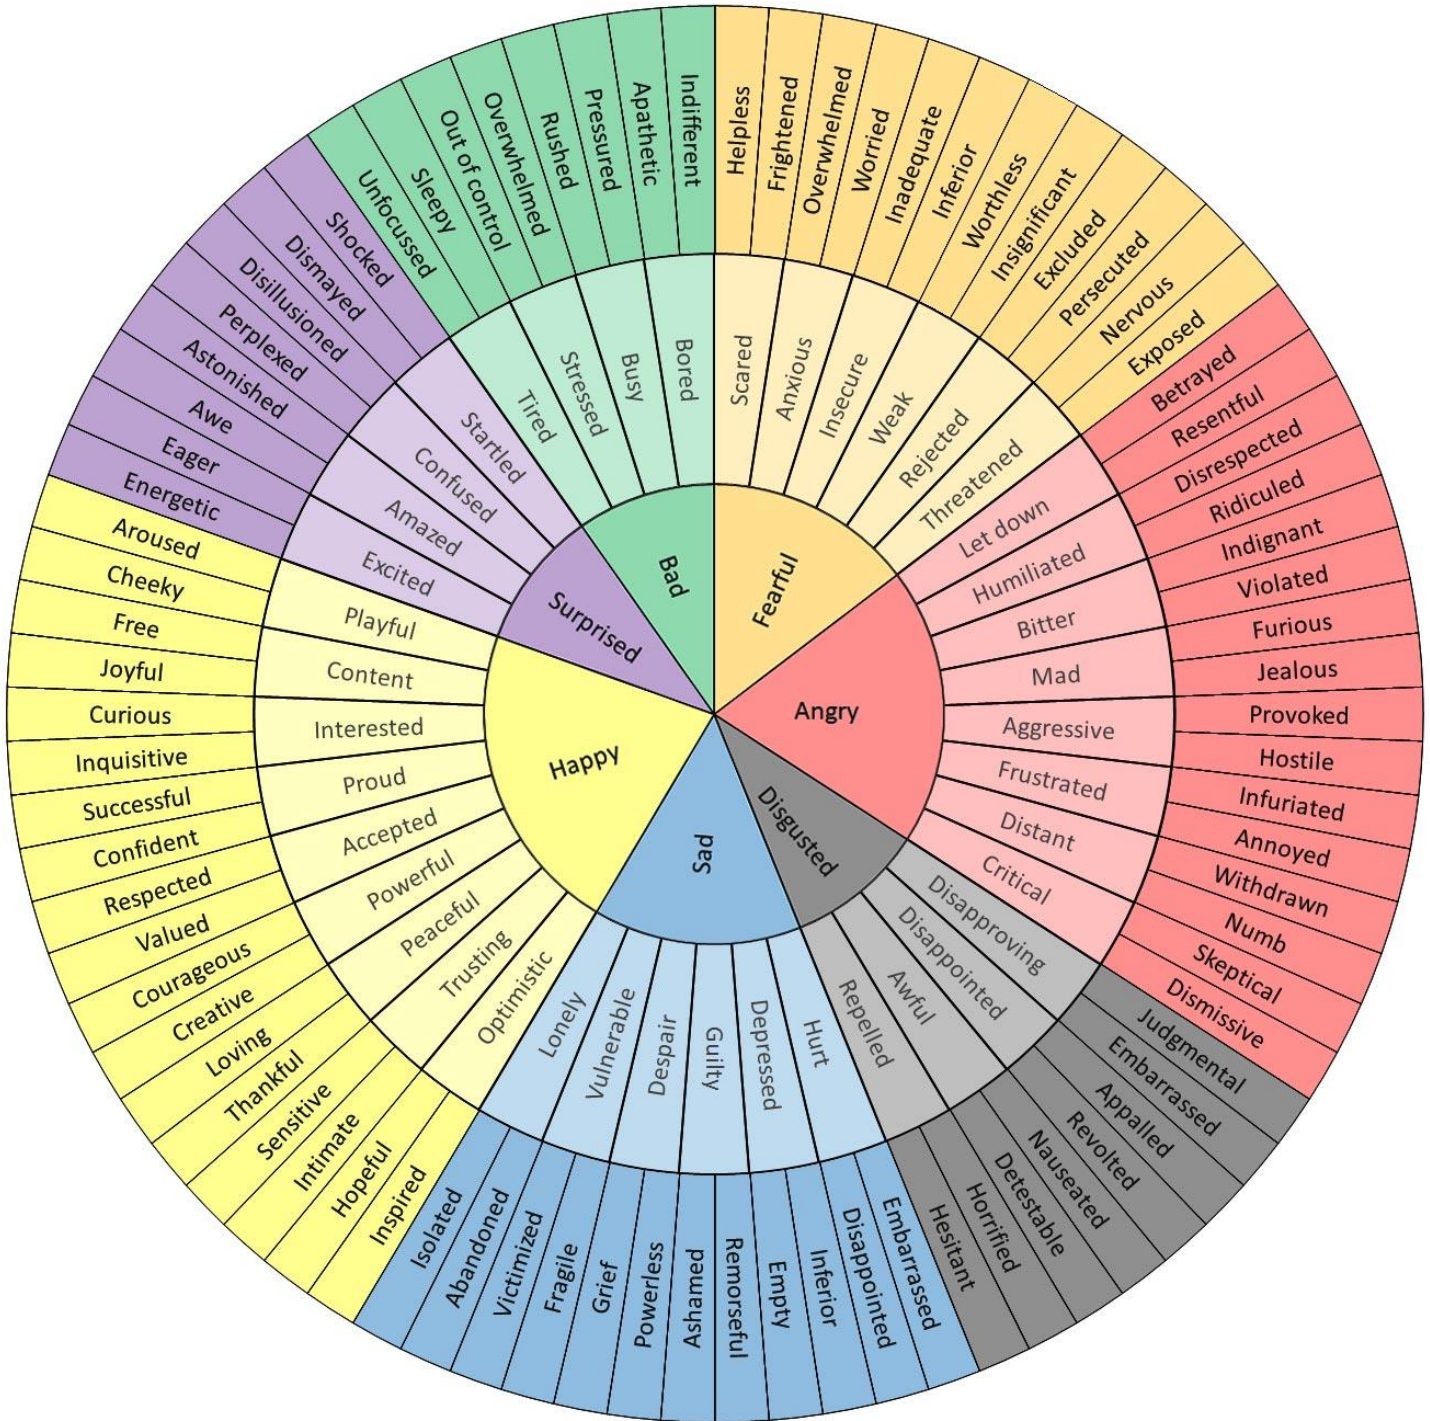 Fearful
Scared
Helpless
Frightened
Anxious
Overwhelmed
Worried
Insecure
Inadequate
Inferior
Weak
Worthless
Insignificant
Rejected
Excluded
Persecuted
Threatened
Nervous
Exposed
Angry
Let down
Betrayed
Resentful
Humiliated
Disrespected
Ridiculed
Bitter
Indignant
Violated
Mad
Furious
Jealous
Aggressive
Provoked
Hostile
Frustrated
Infuriated
Annoyed
Distant
Withdrawn
Numb
Critical
Skeptical
Dismissive
Disgusted
Disapproving
Judgmental
Embarrassed
Disappointed
Appalled
Revolted
Awful
Nauseated
Detestable
Repelled
Horrified
Hesitant
Sad
Hurt
Embarrassed
Disappointed
Depressed
Inferior
Empty
Guilty
Remorseful
Ashamed
Despair
Powerless
Grief
Vulnerable
Fragile
Victimized
Lonely
Abandoned
Isolated
Happy
Optimistic
Inspired
Hopeful
Trusting
Intimate
Sensitive
Peaceful
Thankful
Loving
Powerful
Creative
Courageous
Accepted
Valued
Respected
Proud
Confident
Successful
Interested
Inquisitive
Curious
Content
Joyful
Free
Playful
Cheeky
Aroused
Surprised
Excited
Energetic
Eager
Amazed
Awe
Astonished
Confused
Perplexed
Disillusioned
Startled
Dismayed
Shocked
Bad
Tired
Unfocussed
Sleepy
Stressed
Out of control
Overwhelmed
Busy
Rushed
Pressured
Bored
Apathetic
Indifferent